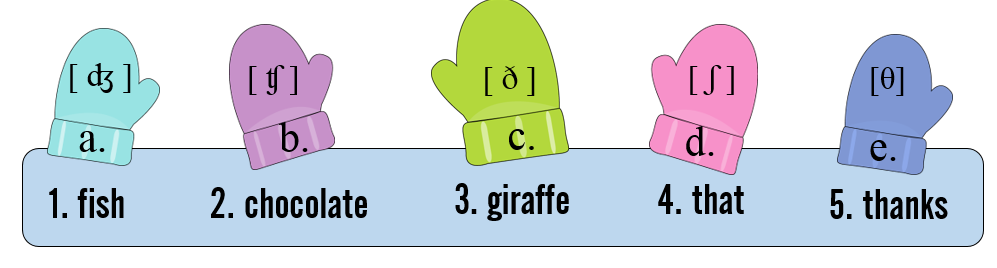 [ ʤ ] [ ʧ ] [ ð ] [ ʃ ] [θ]
a. b. c. d. e.
1. fish 2. chocolate 3. giraffe 4. that 5. thanks